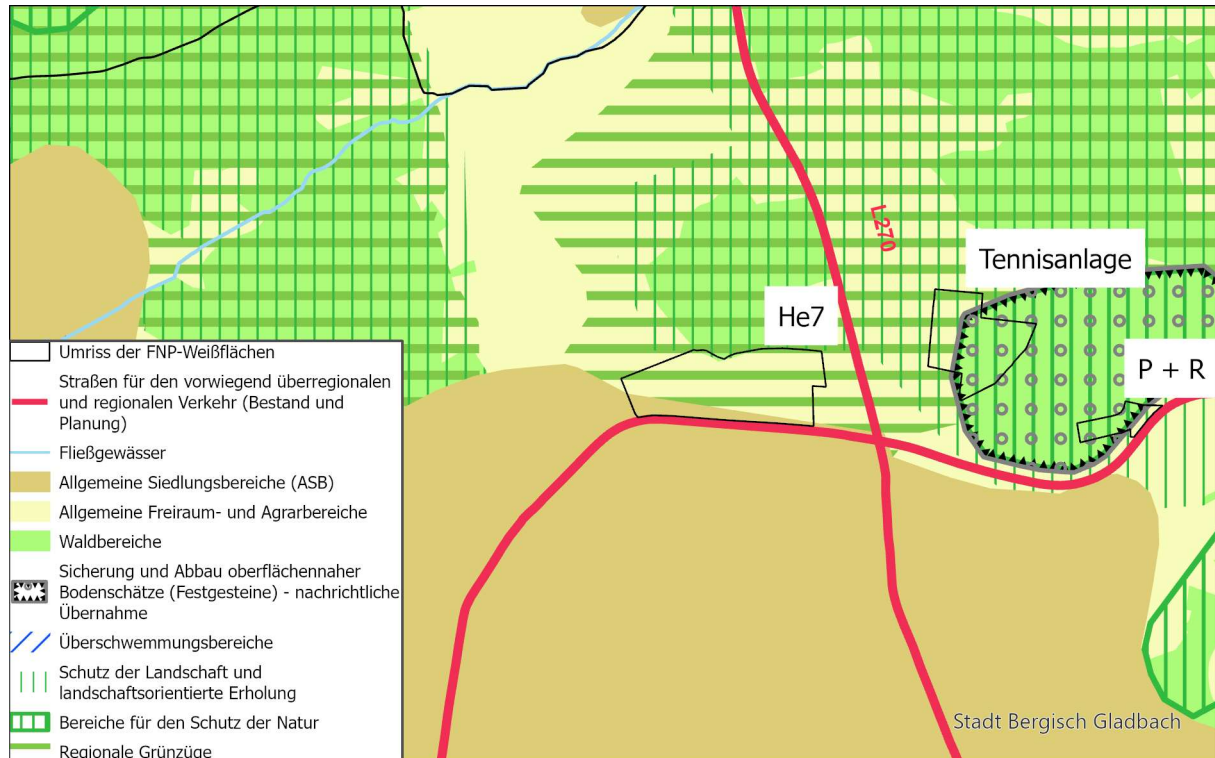 L270
Tennisanlage
He7
P + R
Umriss der FNP-Weißflächen
Straßen für den vorwiegend überregionalen
und regionalen Verkehr (Bestand und
Planung)
Fließgewässer
Allgemeine Siedlungsbereiche (ASB)
Allgemeine Freiraum- und Agrarbereiche
Waldbereiche
Sicherung und Abbau oberflächennaher
Bodenschätze (Festgesteine) - nachrichtliche
Übernahme
Überschwemmungsbereiche
Schutz der Landschaft und
landschaftsorientierte Erholung
Bereiche für den Schutz der Natur
Regionale Grünzüge
Stadt Bergisch Gladbach